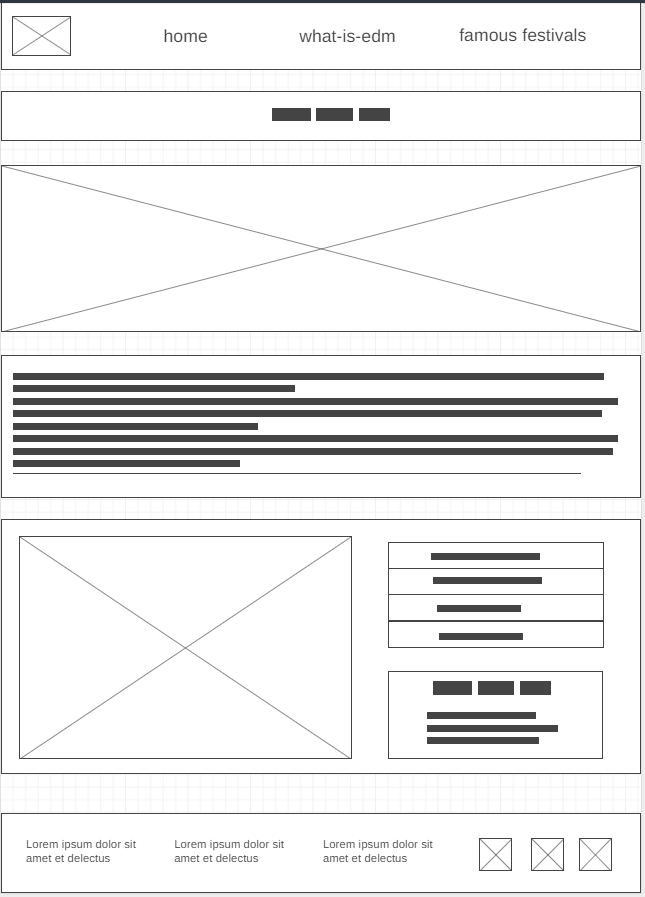 home
what-is-edm
famous festivals
Lorem ipsum dolor sit
amet et delectus
Lorem ipsum dolor sit
amet et delectus
Lorem ipsum dolor sit
amet et delectus